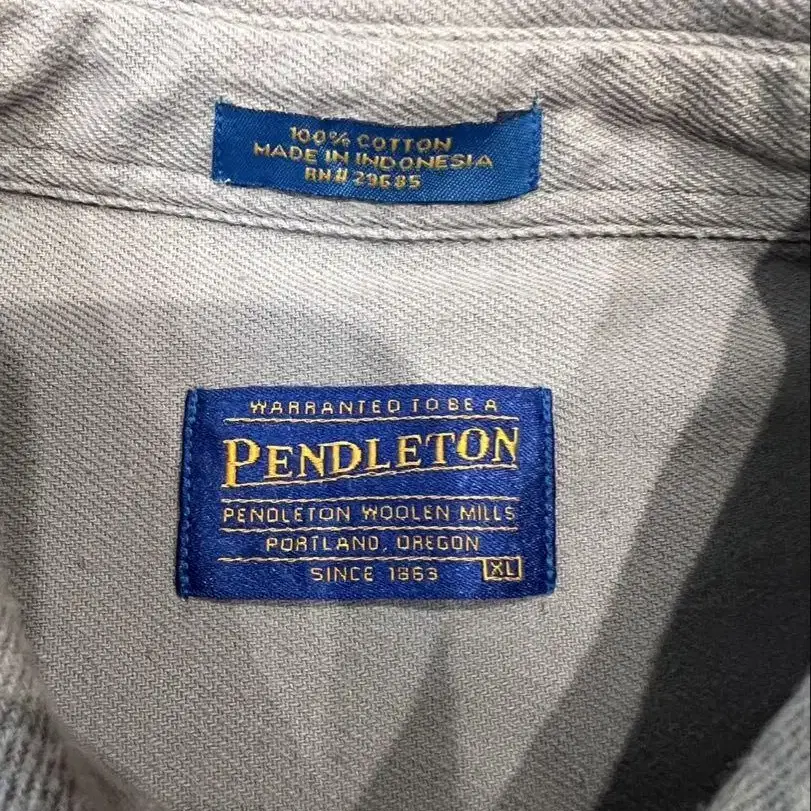 100% COTTON
MADE IN INDONESIA
RN# 29685
WARRANTED TO BE A
PENDLETON
PENDLETON WOOLEN MILLS
PORTLAND, OREGON
SINCE 1863
XL